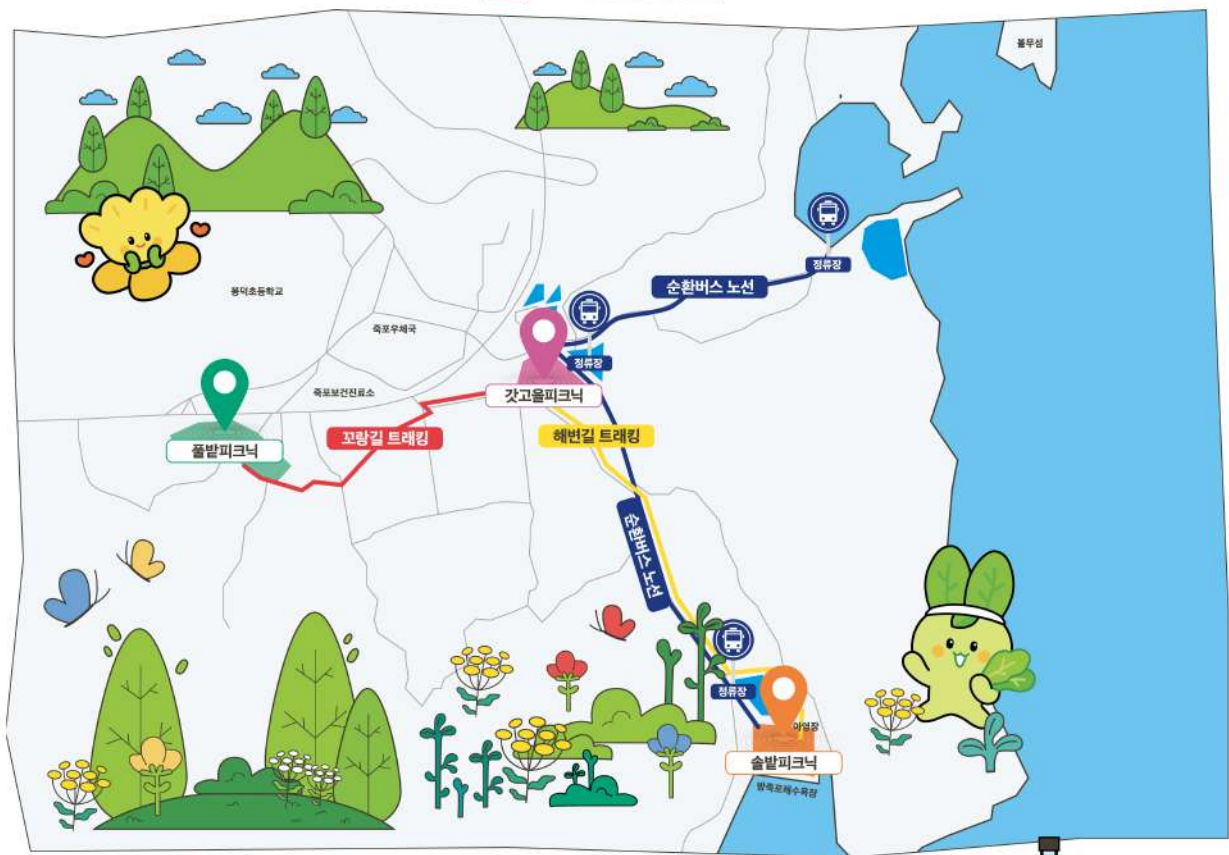 볼무섬
정류장
순환버스 노선
봉덕초등학교
죽포우체국
정류장
죽포보건진료소
갓고을피크닉
꼬랑길 트래킹
해변길 트래킹
풀밭피크닉
순환버스 노선
정류장
야영장
솔밭피크닉
방죽포해수욕장